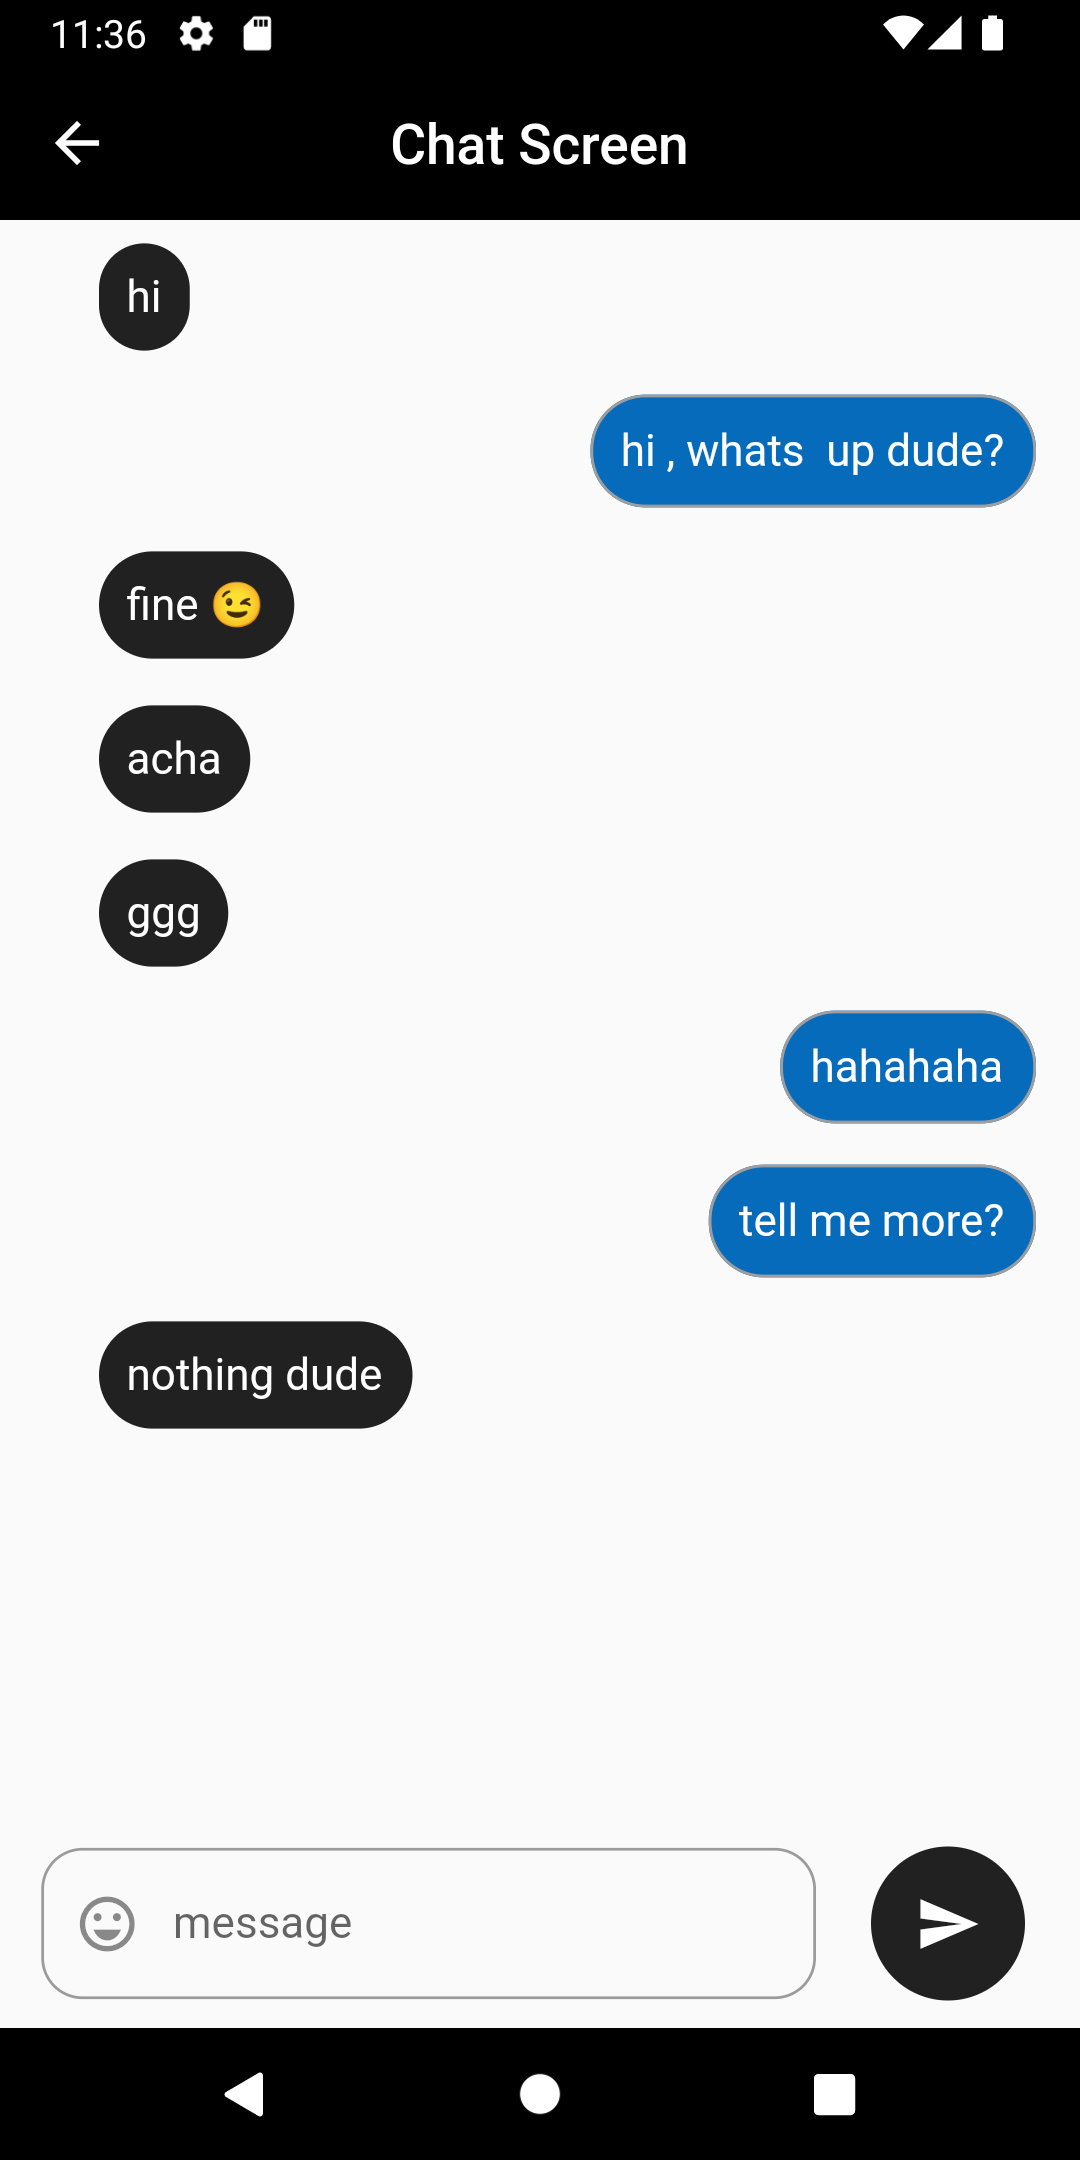 11:36
Chat Screen
hi
hi , whats  up dude?
fine 😉
acha
ggg
hahahaha
tell me more?
nothing dude
message